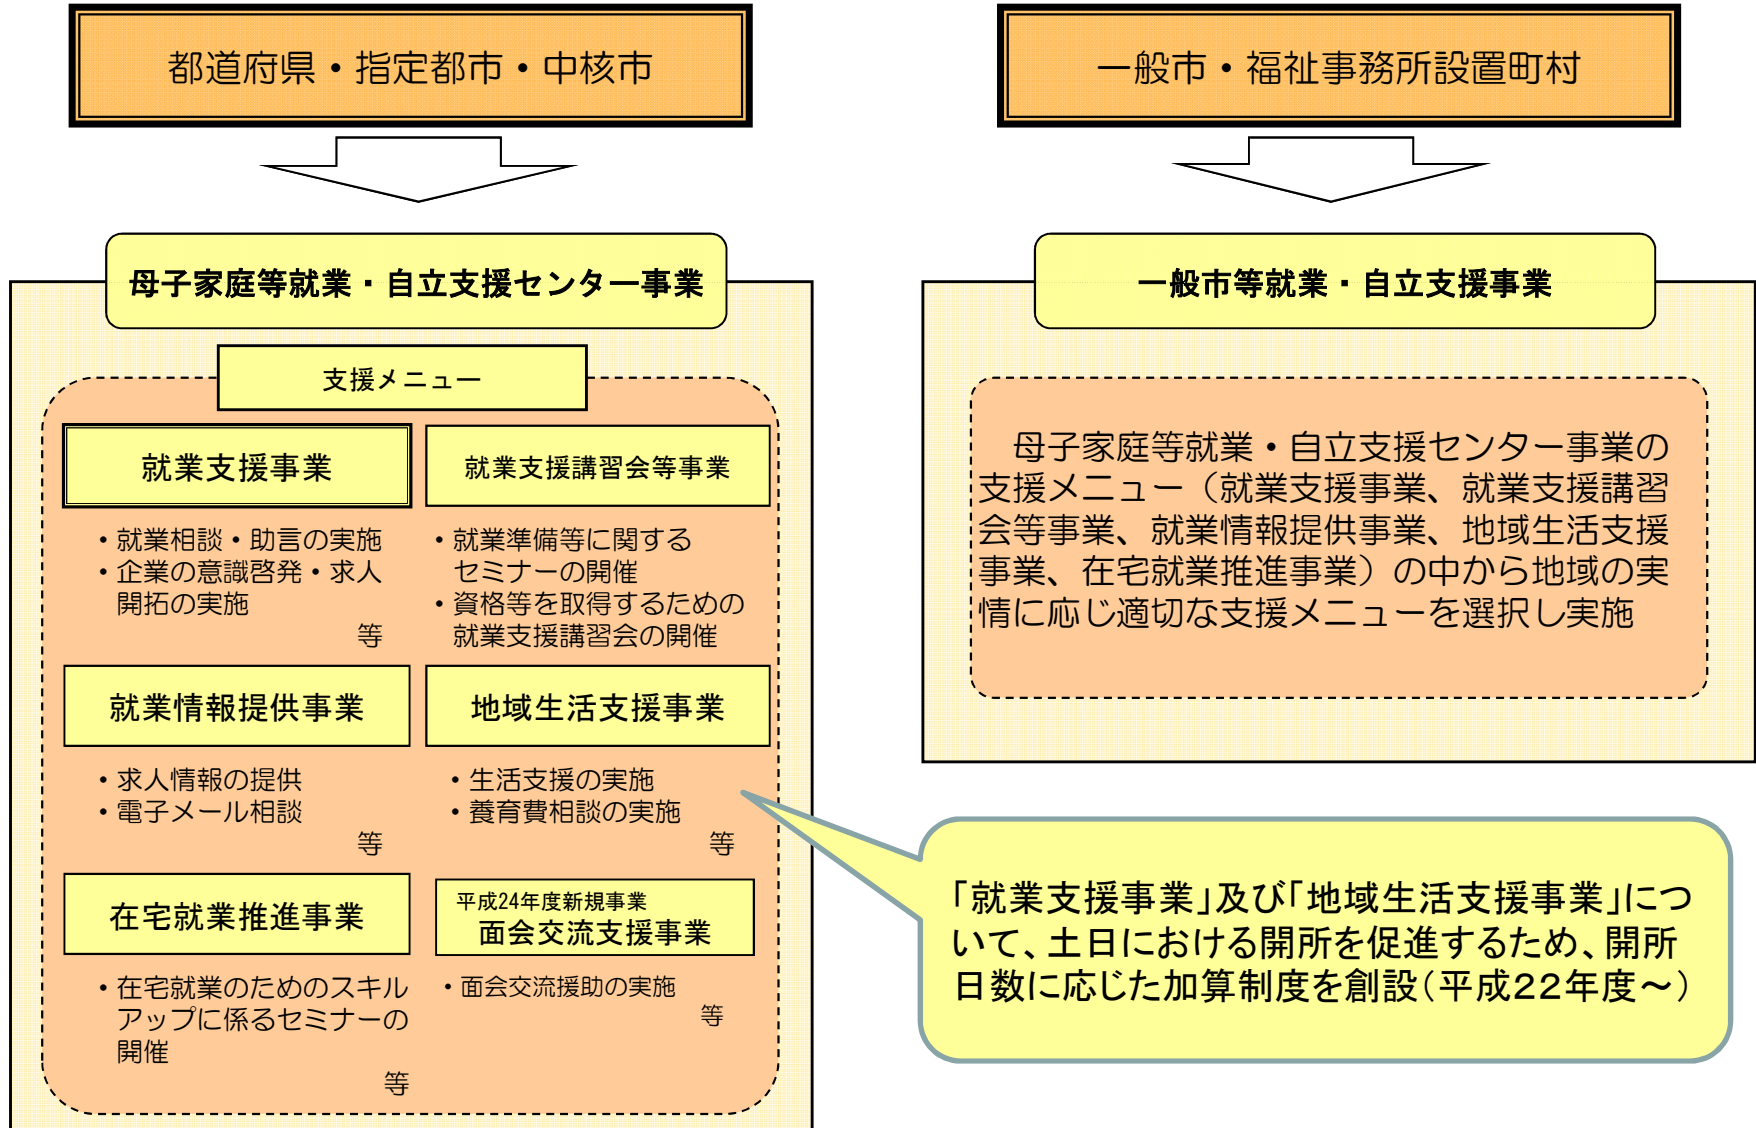 都道府県・指定都市・中核市
母子家庭等就業・自立支援センター事業
支援メニュー
就業支援事業
・就業相談・助言の実施
・企業の意識啓発・求人
開拓の実施
等
就業支援講習会等事業
・就業準備等に関する
セミナーの開催
・資格等を取得するための
就業支援講習会の開催
就業情報提供事業
・求人情報の提供
・電子メール相談
等
地域生活支援事業
・生活支援の実施
・養育費相談の実施
等
在宅就業推進事業
・在宅就業のためのスキル
アップに係るセミナーの
開催
等
平成24年度新規事業
面会交流支援事業
・面会交流援助の実施
等
一般市・福祉事務所設置町村
一般市等就業・自立支援事業
母子家庭等就業・自立支援センター事業の
支援メニュー（就業支援事業、就業支援講習
会等事業、就業情報提供事業、地域生活支援
事業、在宅就業推進事業）の中から地域の実
情に応じ適切な支援メニューを選択し実施
「就業支援事業」及び「地域生活支援事業」につ
いて、土日における開所を促進するため、開所
日数に応じた加算制度を創設（平成２２年度～）